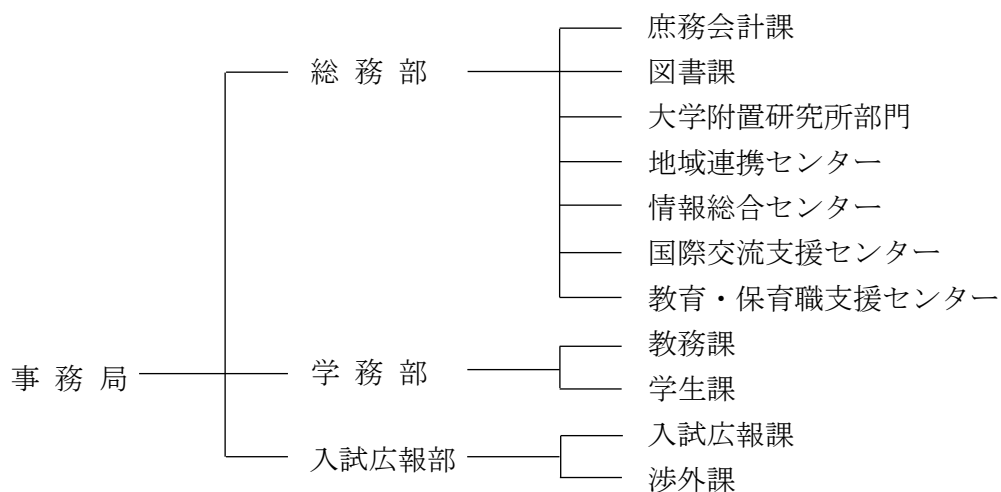 庶務会計課
総 務 部
図書課
大学附置研究所部門
地域連携センター
情報総合センター
国際交流支援センター
教育・保育職支援センター
教務課
事 務 局
学 務 部
学生課
入試広報課
入試広報部
渉外課